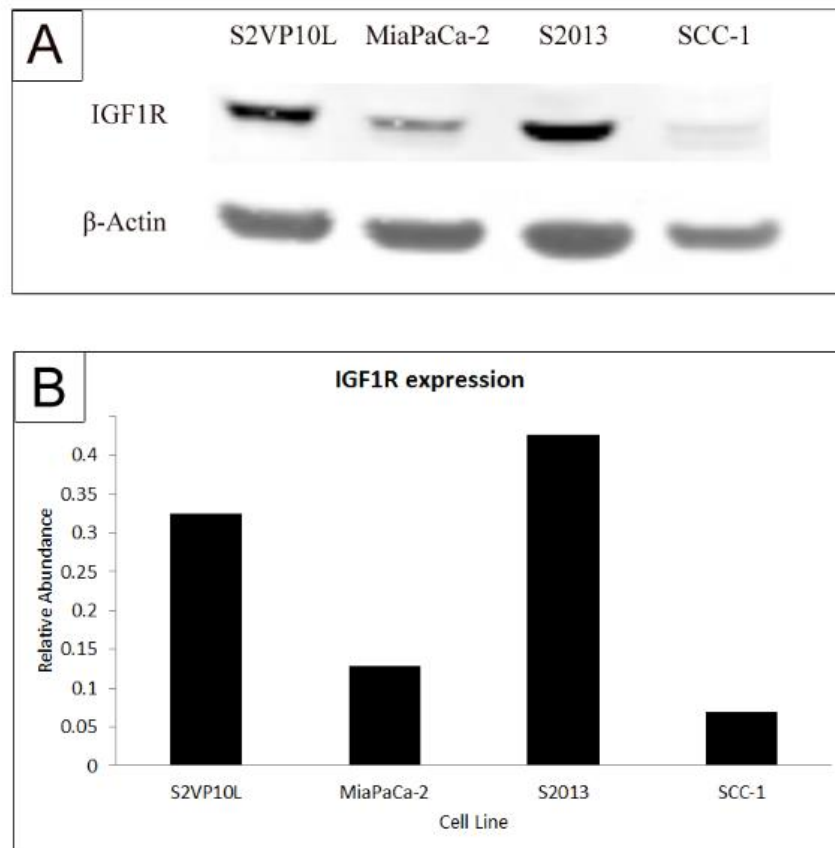 A
S2VP10L MiaPaCa-2 S2013 SCC-1
IGF1R
β-Actin
B
IGF1R expression
Relative Abundance
0.4
0.35
0.3
0.25
0.2
0.15
0.1
0.05
0
S2VP10L MiaPaCa-2 S2013 SCC-1
Cell Line